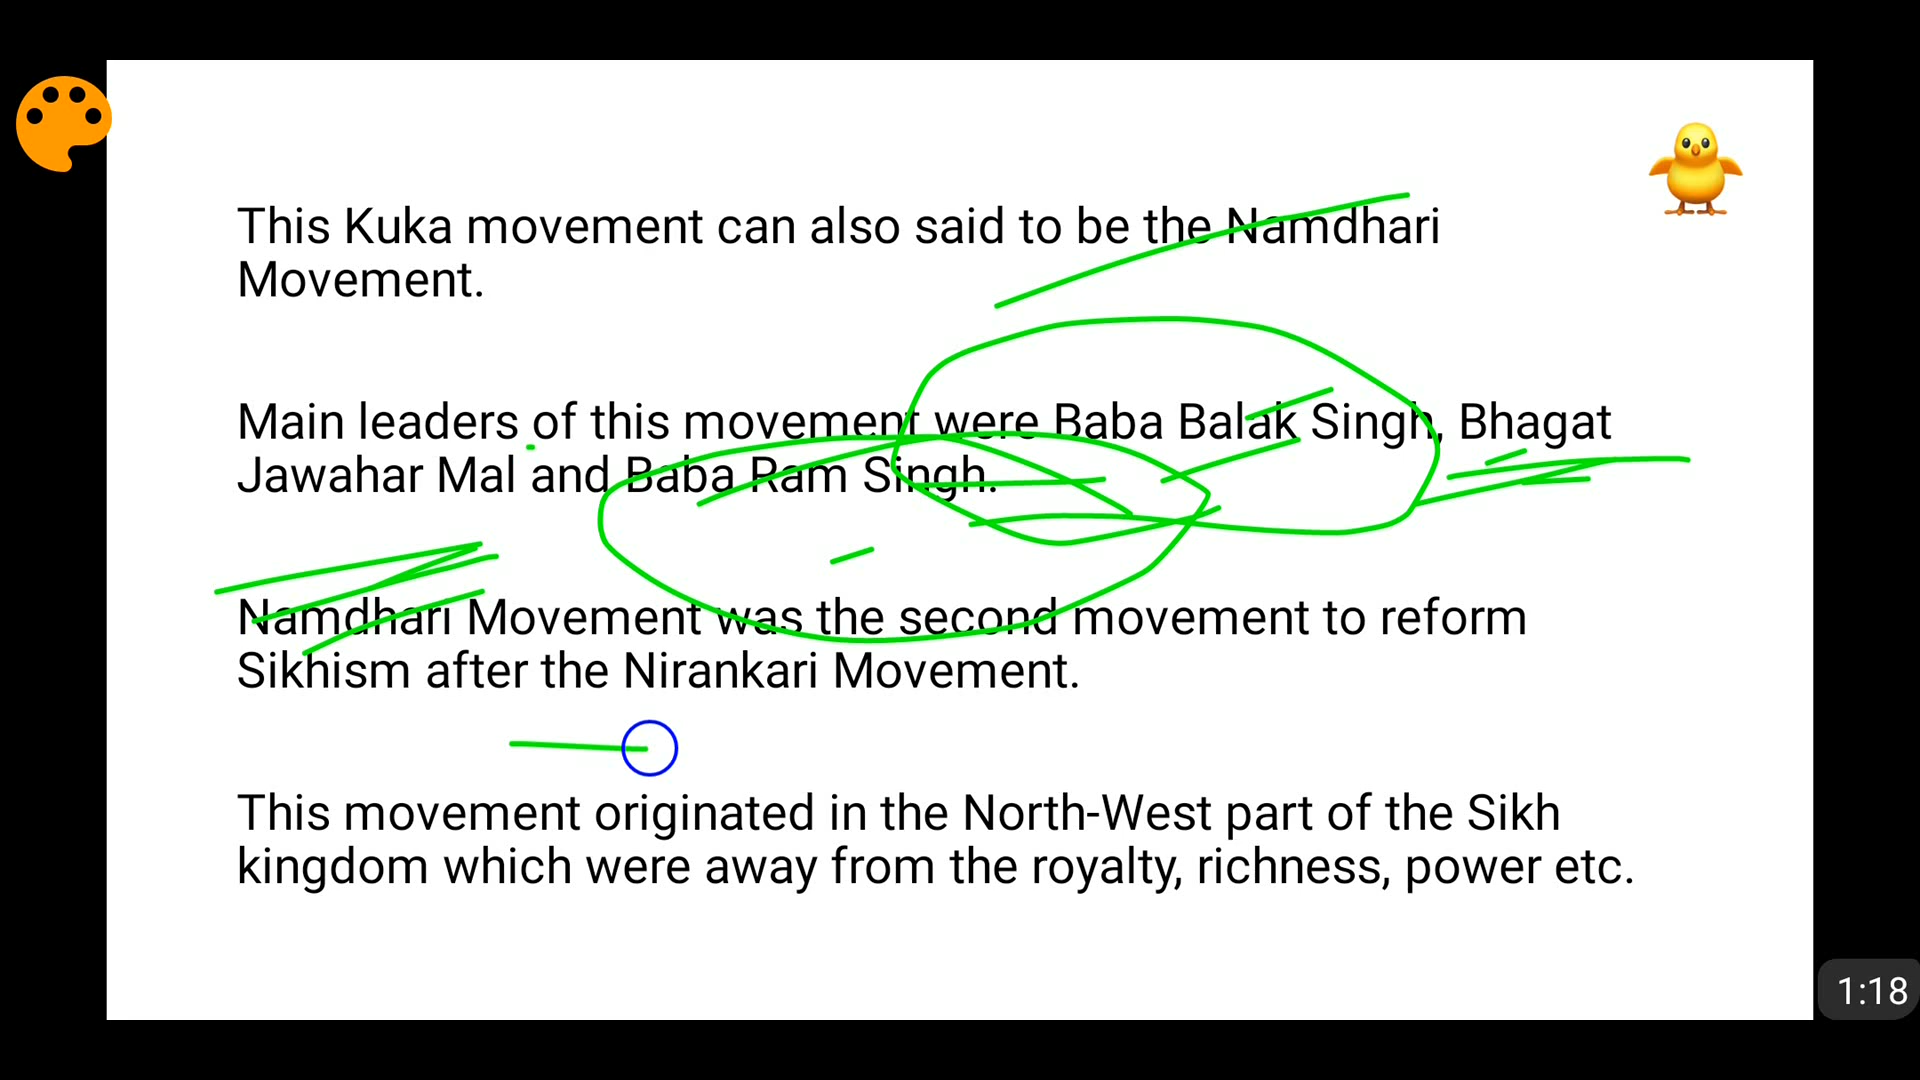 This Kuka movement can also said to be the Namdhari
Movement.
Main leaders of this movement were Baba Balak Singh, Bhagat
Jawahar Mal and Baba Ram Singh.
Namdhari Movement was the second movement to reform
Sikhism after the Nirankari Movement.
This movement originated in the North-West part of the Sikh
kingdom which were away from the royalty, richness, power etc.
1:18